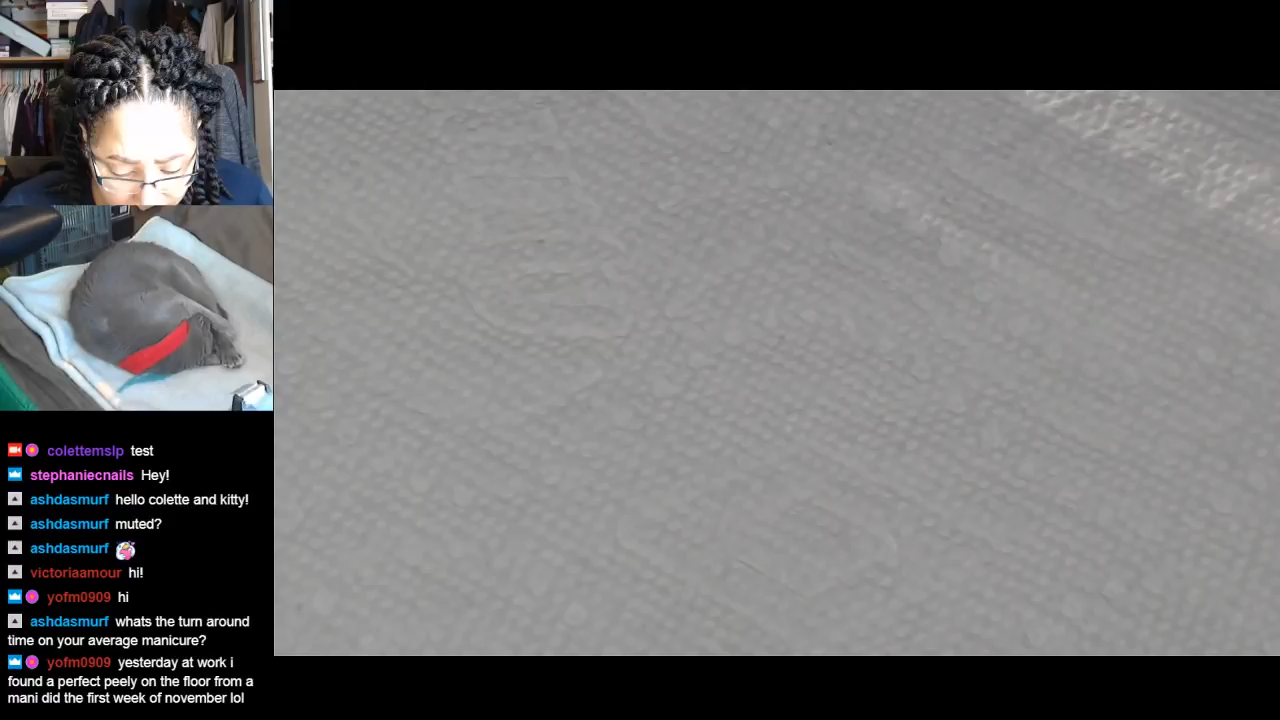 colettemslp test
stephaniecnails Hey!
ashdasmurf hello colette and kitty!
ashdasmurf muted?
ashdasmurf
victoriaamour hi!
yofm0909 hi
ashdasmurf whats the turn around
time on your average manicure?
yofm0909 yesterday at work i
found a perfect peely on the floor from a
mani did the first week of november lol